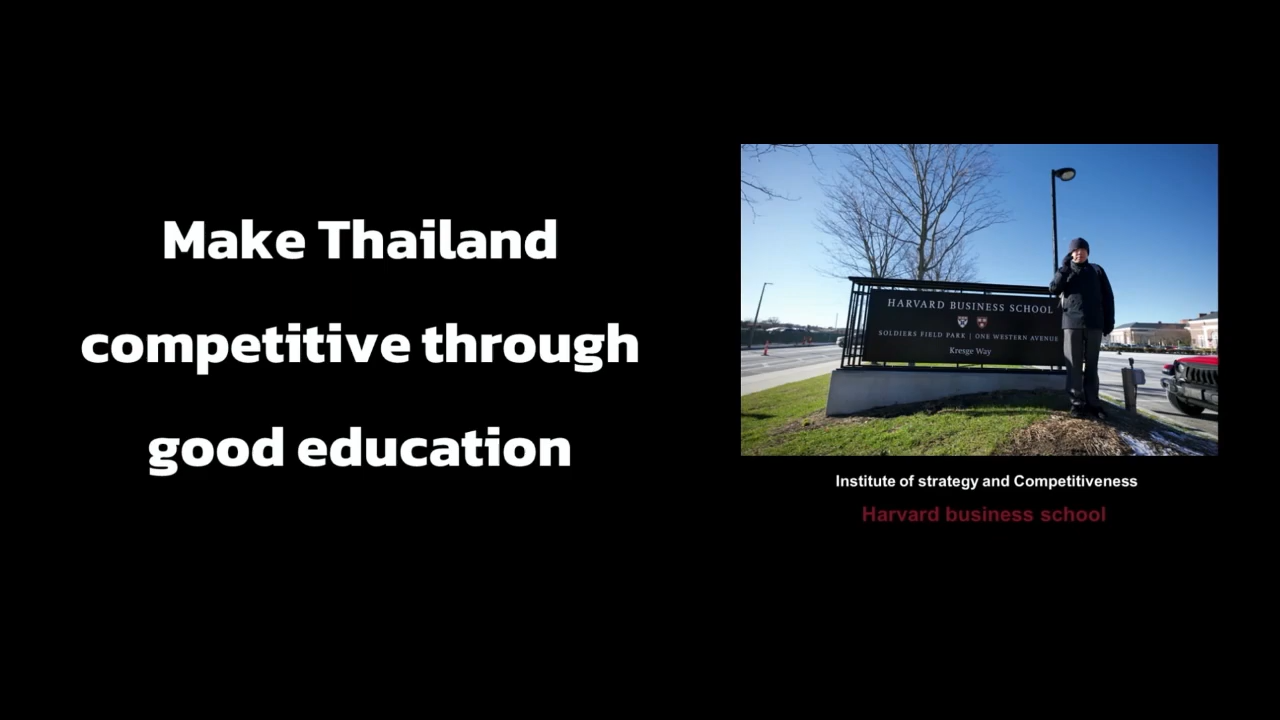 Make Thailand
competitive through
good education
HARVARD BUSINESS SCHOOL
SOLDIERS FIELD PARK | ONE WESTERN AVENUE
Kresge Way
Institute of strategy and Competitiveness
Harvard business school